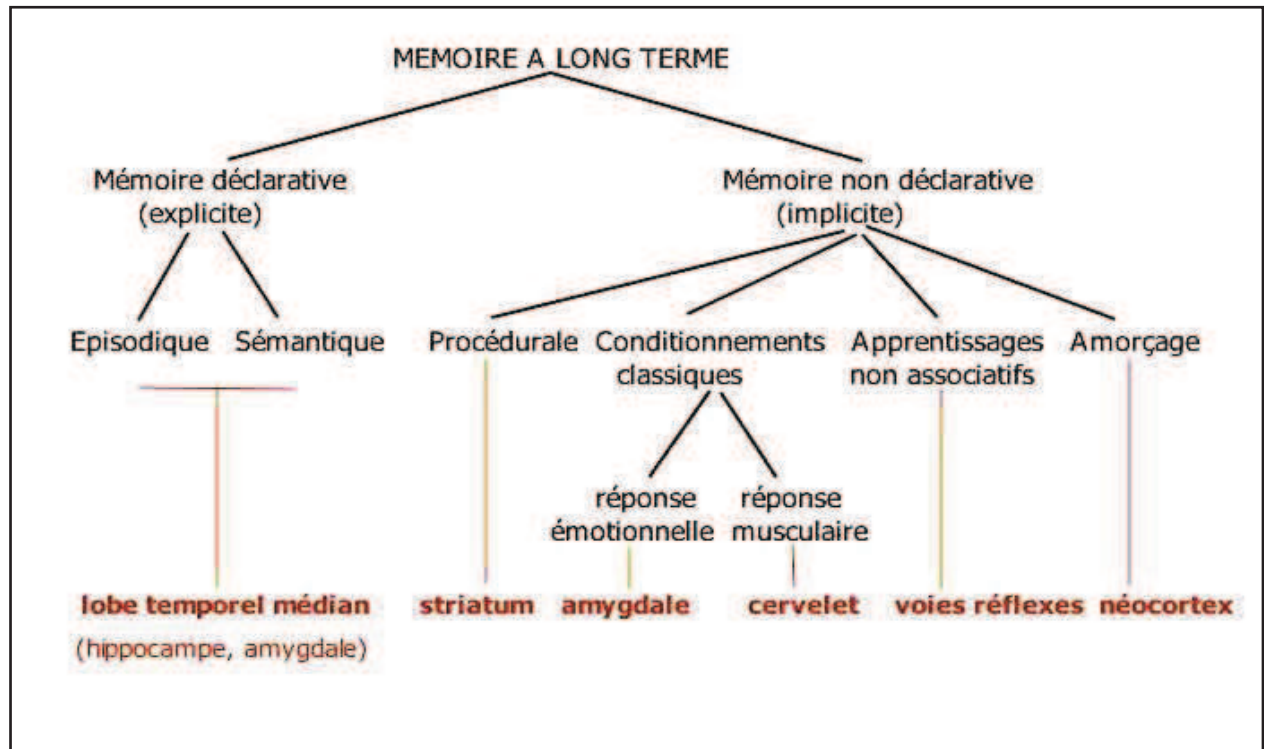 MEMOIRE A LONG TERME
Mémoire déclarative
(explicite)
Mémoire non déclarative
(implicite)
Episodique
Sémantique
Procédurale
Conditionnements
classiques
Apprentissages
non associatifs
Amorçage
réponse
émotionnelle
réponse
musculaire
lobe temporel médian
(hippocampe, amygdale)
striatum
amygdale
cervelet
voies réflexes
néocortex